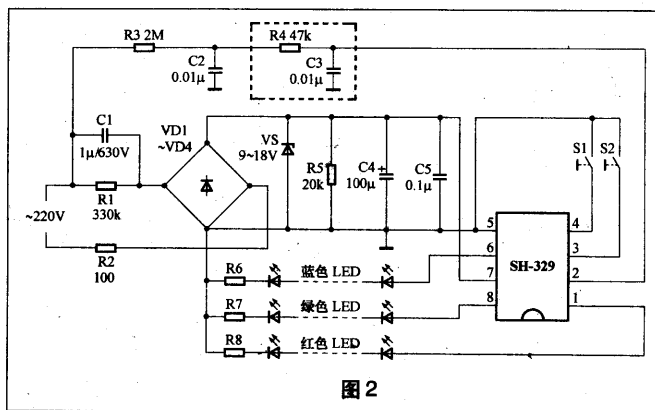 R3 2M
R4 47k
C2
0.01μ
C3
0.01μ
C1
1μ/630V
VD1
~VD4
VS
9~18V
R5
20k
C4
+
100μ
C5
0.1μ
S1
S2
~220V
R1
330k
R2
100
5
4
6
3
7
2
8
1
SH-329
R6
蓝色 LED
R7
绿色 LED
R8
红色 LED
图2